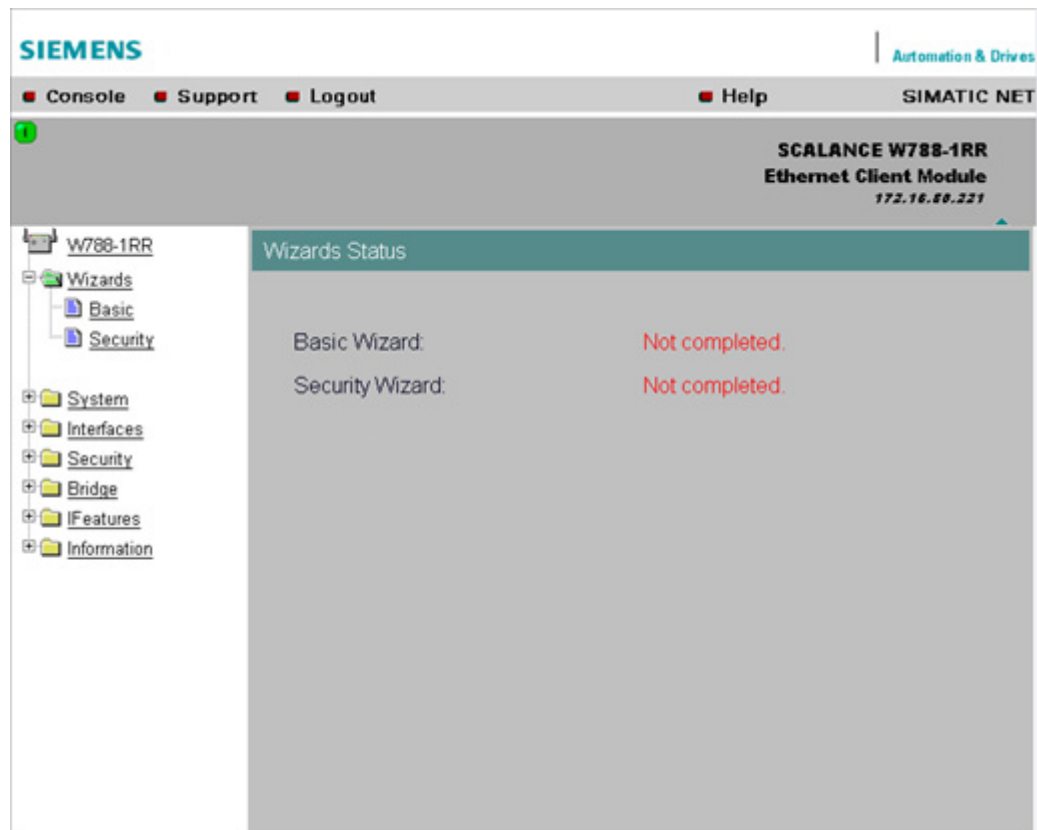 SIEMENS
Automation & Drives
Console Support Logout Help SIMATIC NET
SCALANCE W788-1RR
Ethernet Client Module
172.16.80.221
W788-1RR
Wizards
Basic
Security
System
Interfaces
Security
Bridge
IFeatures
Information
Wizards Status
Basic Wizard: Not completed.
Security Wizard: Not completed.